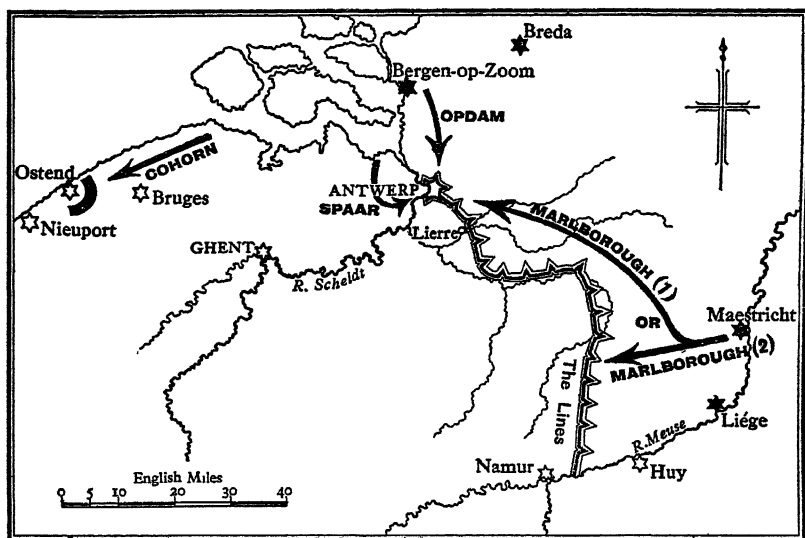 Breda
Bergen-op-Zoom
OPDAM
COHORN
Ostend
Bruges
Nieuport
ANTWERP
SPAAR
MARLBOROUGH (1)
Lierre
GHENT
R. Scheldt
OR
Maestricht
MARLBOROUGH (2)
The Lines
Liége
R. Meuse
Namur
Huy
English Miles
0 5 10 20 30 40